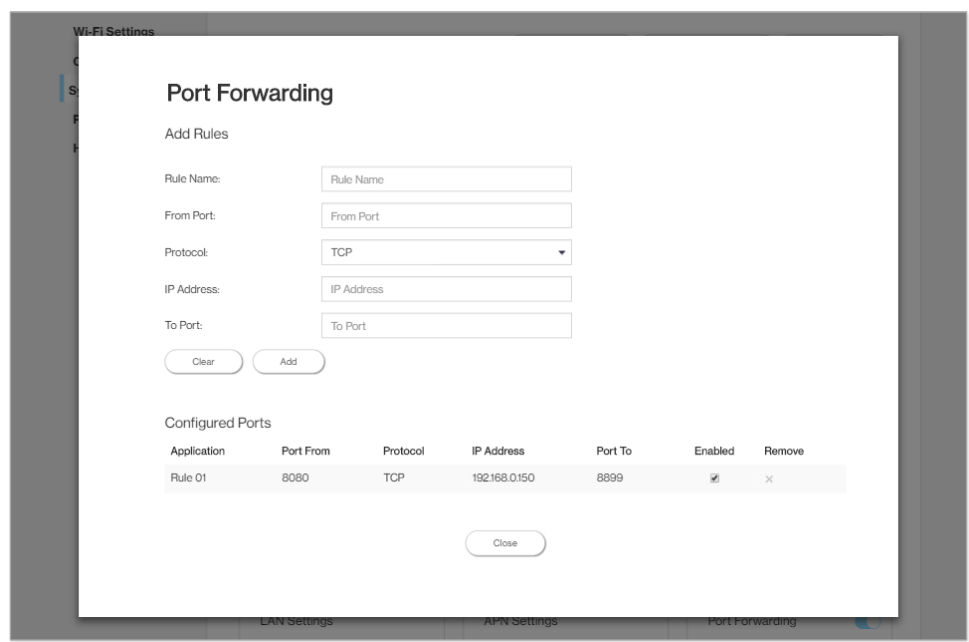 Wi-Fi Settings
Port Forwarding
Add Rules
Rule Name: Rule Name
From Port: From Port
Protocol: TCP
IP Address: IP Address
To Port: To Port
Clear Add
Configured Ports
Application Port From Protocol IP Address Port To Enabled Remove
Rule 01 8080 TCP 192.168.0.150 8899
Close
LAN Settings APN Settings Port Forwarding